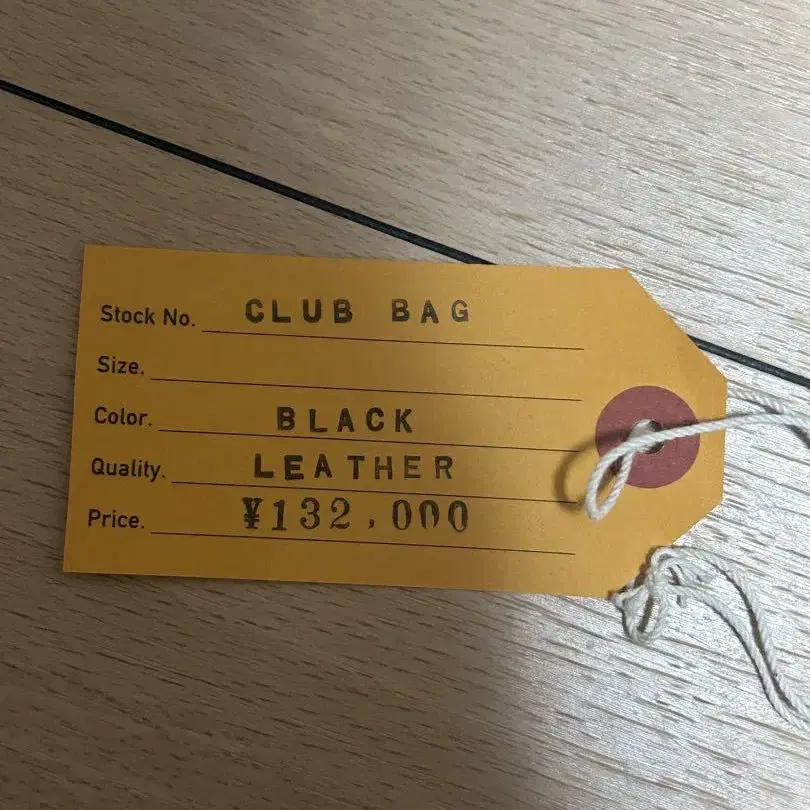 Stock No. CLUB BAG
Size.
Color. BLACK
Quality. LEATHER
Price. ¥132,000